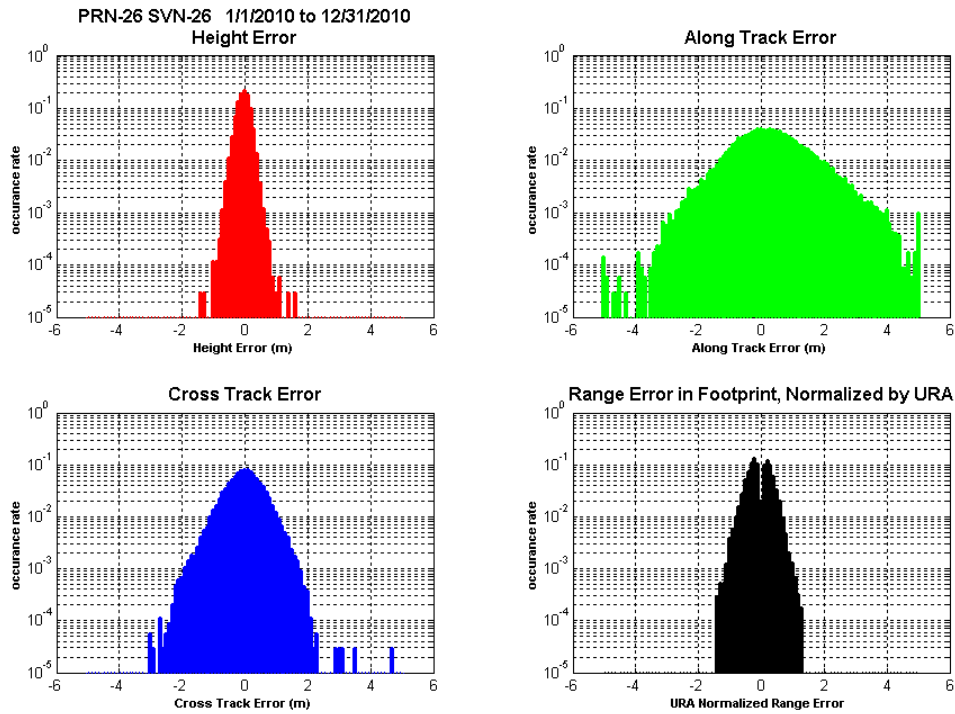 PRN-26 SVN-26 1/1/2010 to 12/31/2010
Height Error
10^0
10^-1
10^-2
10^-3
10^-4
10^-5
occurance rate
-6 -4 -2 0 2 4 6
Height Error (m)
Along Track Error
10^0
10^-1
10^-2
10^-3
10^-4
10^-5
occurance rate
-6 -4 -2 0 2 4 6
Along Track Error (m)
Cross Track Error
10^0
10^-1
10^-2
10^-3
10^-4
10^-5
occurance rate
-6 -4 -2 0 2 4 6
Cross Track Error (m)
Range Error in Footprint, Normalized by URA
10^0
10^-1
10^-2
10^-3
10^-4
10^-5
occurance rate
-6 -4 -2 0 2 4 6
URA Normalized Range Error